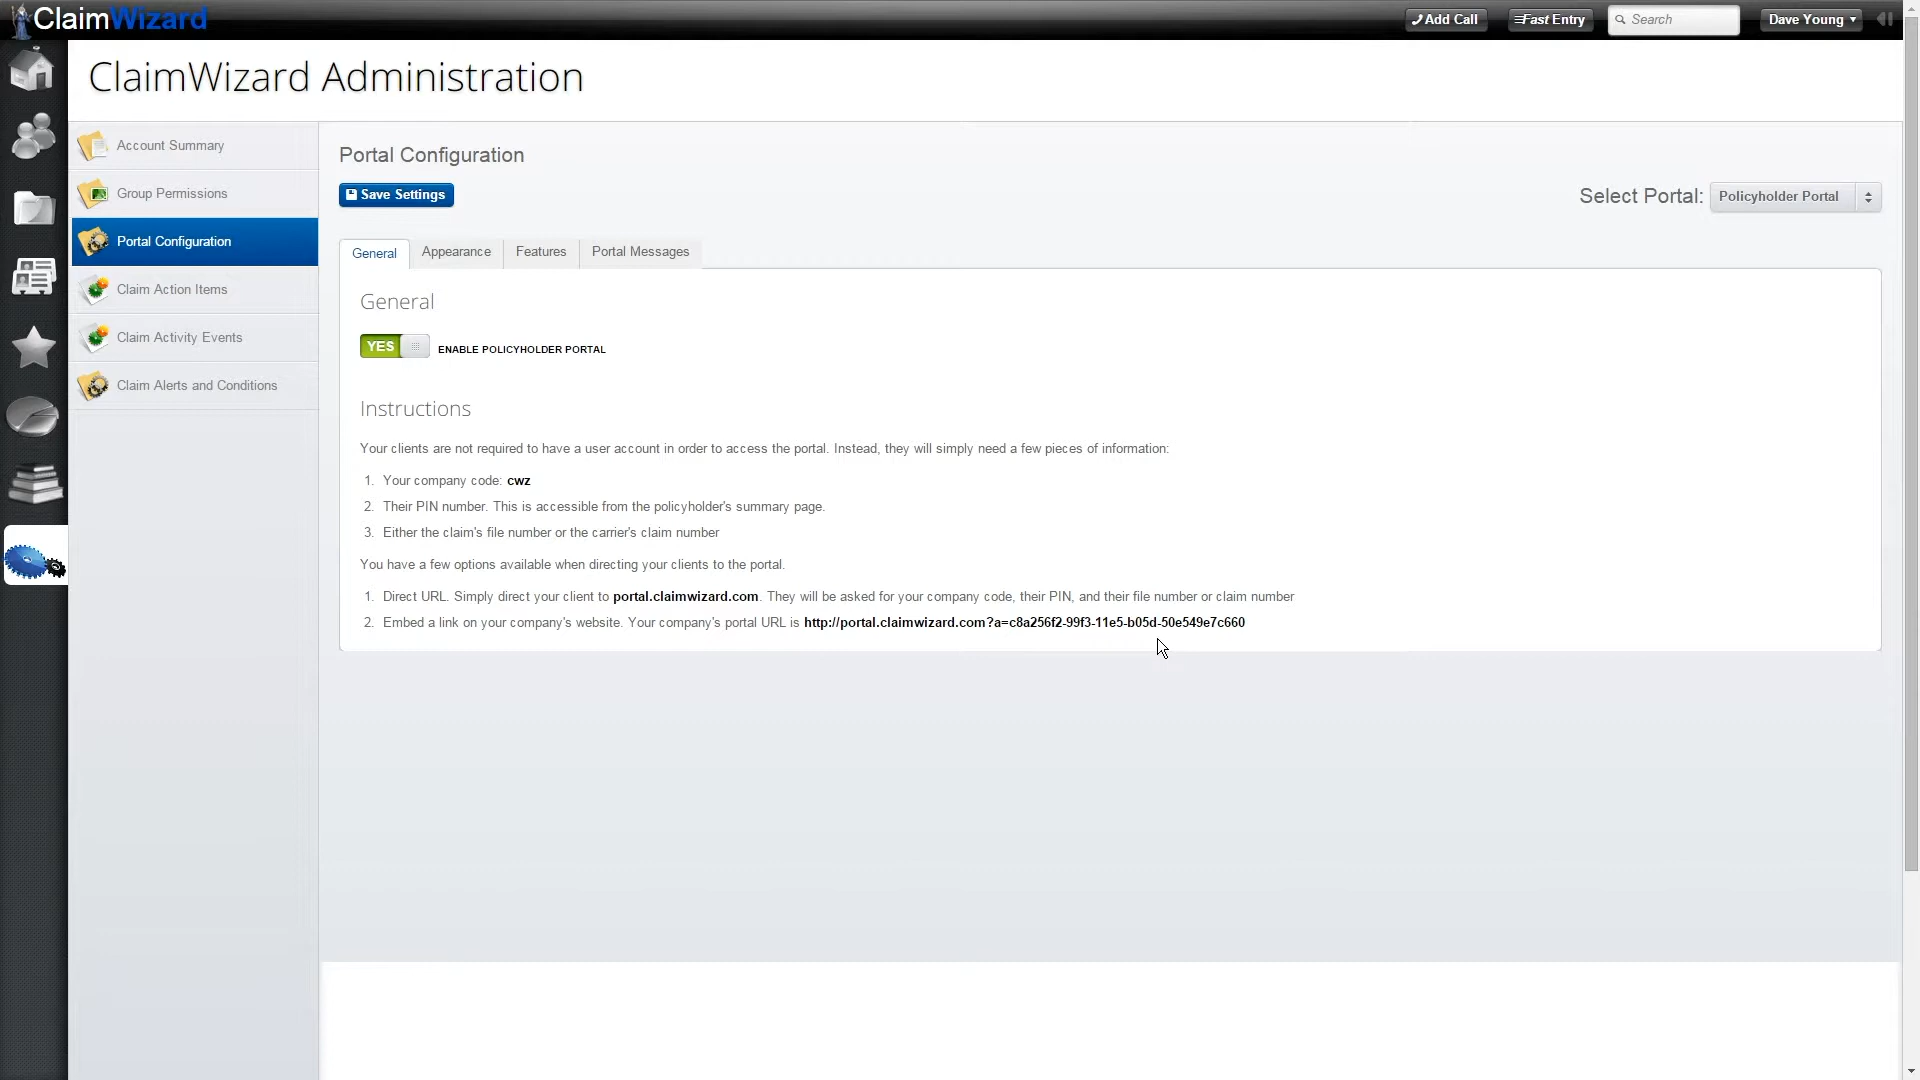 ClaimWizard
Add Call
Fast Entry
Search
Dave Young
ClaimWizard Administration
Account Summary
Group Permissions
Portal Configuration
Claim Action Items
Claim Activity Events
Claim Alerts and Conditions
Portal Configuration
Save Settings
Select Portal: Policyholder Portal
General
Appearance
Features
Portal Messages
General
YES ENABLE POLICYHOLDER PORTAL
Instructions
Your clients are not required to have a user account in order to access the portal. Instead, they will simply need a few pieces of information:
1. Your company code: cwz
2. Their PIN number. This is accessible from the policyholder's summary page.
3. Either the claim's file number or the carrier's claim number
You have a few options available when directing your clients to the portal.
1. Direct URL. Simply direct your client to portal.claimwizard.com. They will be asked for your company code, their PIN, and their file number or claim number
2. Embed a link on your company's website. Your company's portal URL is http://portal.claimwizard.com?a=c8a256f2-99f3-11e5-b05d-50e549e7c660